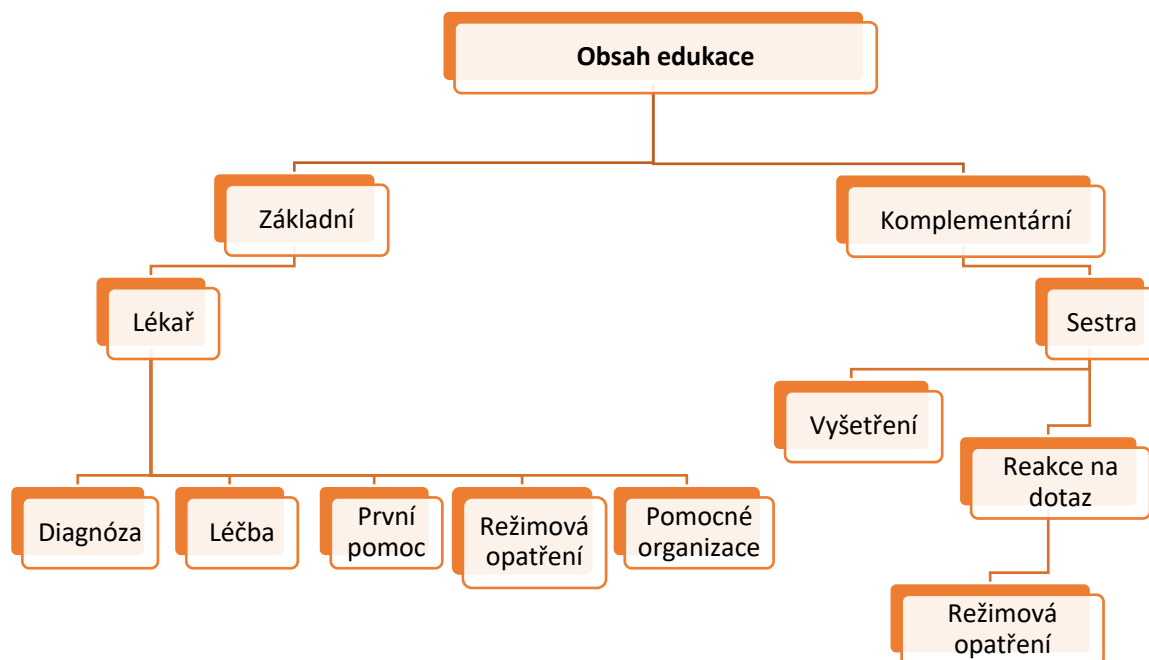 Obsah edukace
Základní
Komplementární
Lékař
Sestra
Vyšetření
Reakce na
dotaz
Diagnóza
Léčba
První
pomoc
Režimová
opatření
Pomocné
organizace
Režimová
opatření